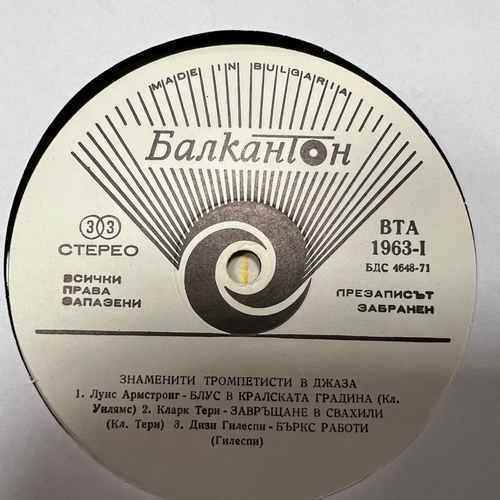 MADE IN BULGARIA
Балкантон
33
СТЕРЕО
ВСИЧКИ
ПРАВА
ЗАПАЗЕНИ
ВТА
1963-I
БДС 4648-71
ПРЕЗАПИСЪТ
ЗАБРАНЕН
ЗНАМЕНИТИ ТРОМПЕТИСТИ В ДЖАЗА
1. Луис Армстронг - БЛУС В КРАЛСКАТА ГРАДИНА (Кл.
Уилямс) 2. Кларк Тери - ЗАВРЪЩАНЕ В СВАХИЛИ
(Кл. Тери) 3. Дизи Гилеспи - БЪРКС РАБОТИ
(Гилеспи)